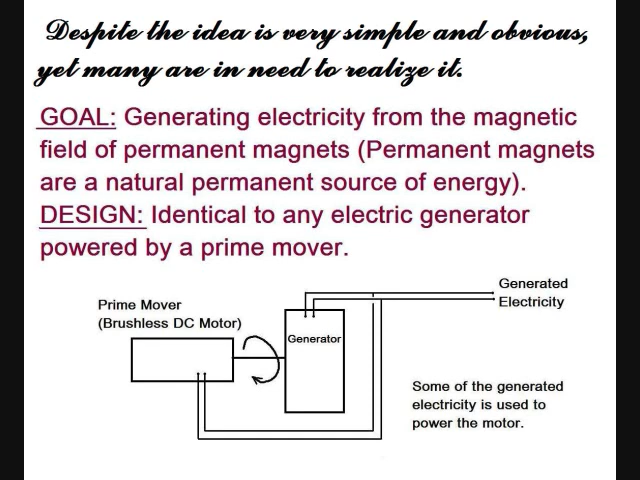 Despite the idea is very simple and obvious,
yet many are in need to realize it.
GOAL: Generating electricity from the magnetic
field of permanent magnets (Permanent magnets
are a natural permanent source of energy).
DESIGN: Identical to any electric generator
powered by a prime mover.
Generated
Electricity
Prime Mover
(Brushless DC Motor)
Generator
Some of the generated
electricity is used to
power the motor.